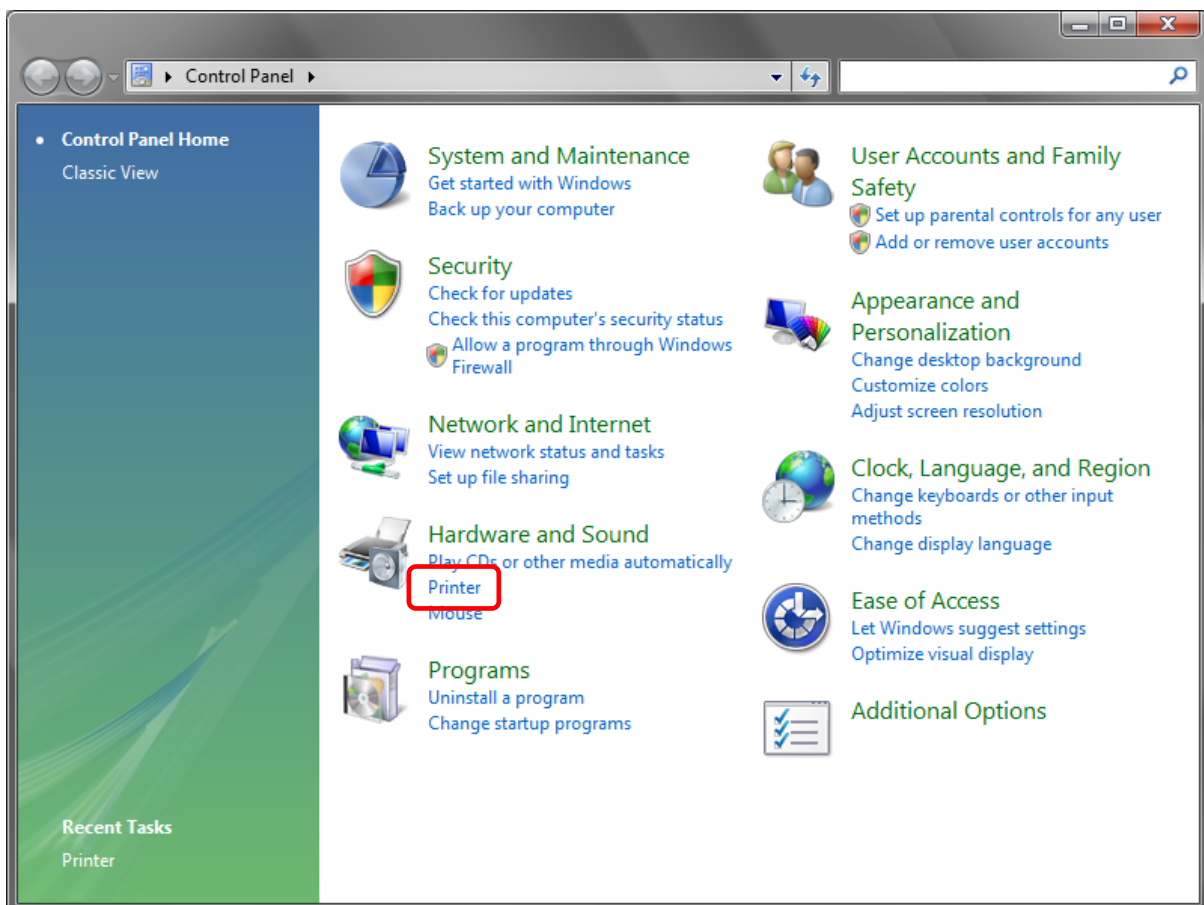 Control Panel
Control Panel Home
Classic View
System and Maintenance
Get started with Windows
Back up your computer
Security
Check for updates
Check this computer's security status
Allow a program through Windows
Firewall
Network and Internet
View network status and tasks
Set up file sharing
Hardware and Sound
Play CDs or other media automatically
Printer
Mouse
Programs
Uninstall a program
Change startup programs
User Accounts and Family
Safety
Set up parental controls for any user
Add or remove user accounts
Appearance and
Personalization
Change desktop background
Customize colors
Adjust screen resolution
Clock, Language, and Region
Change keyboards or other input
methods
Change display language
Ease of Access
Let Windows suggest settings
Optimize visual display
Additional Options
Recent Tasks
Printer